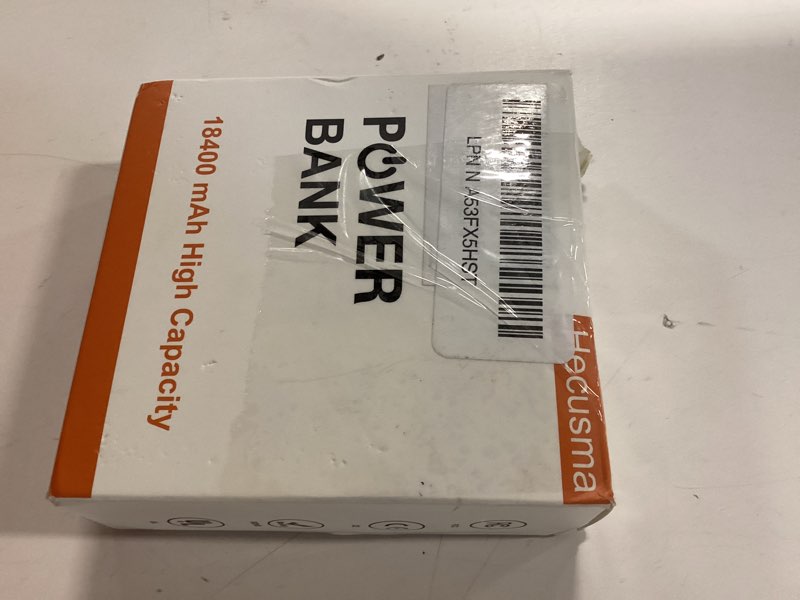 Hecusma
LPN N A53FX5HST
POWER
BANK
18400 mAh High Capacity